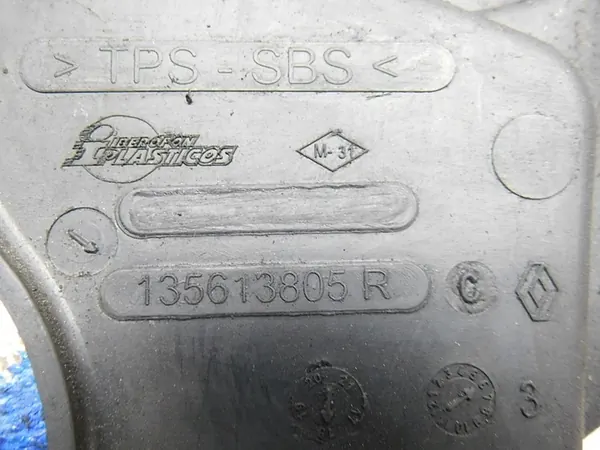 > TPS - SBS <
IBEROFON
PLASTICOS
M-31
135613805 R
C
3